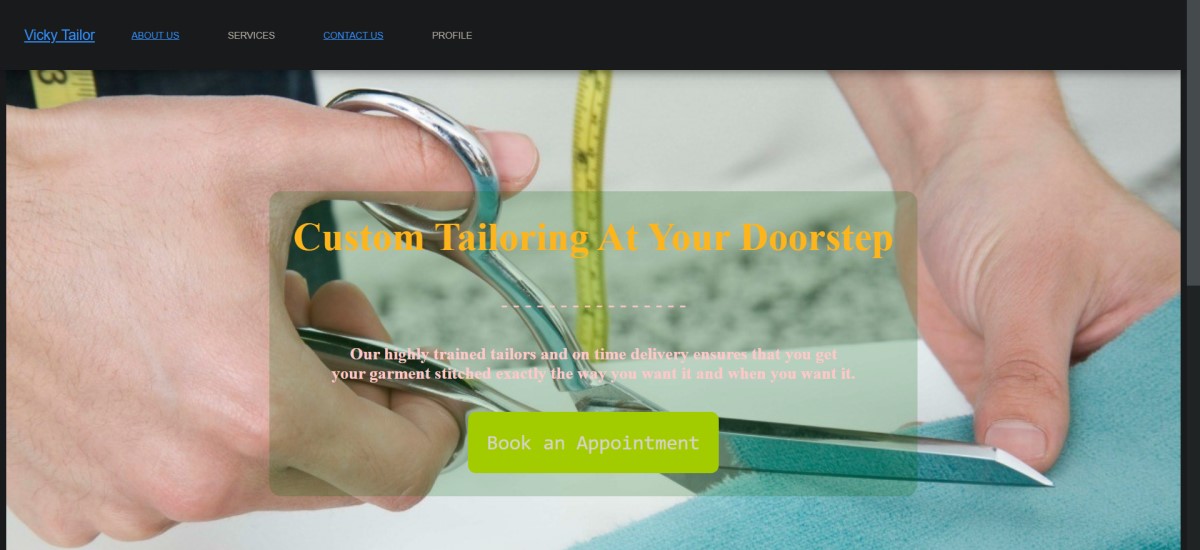 Vicky Tailor ABOUT US SERVICES CONTACT US PROFILE
Custom Tailoring At Your Doorstep
----------------
Our highly trained tailors and on time delivery ensures that you get
your garment stitched exactly the way you want it and when you want it.
Book an Appointment